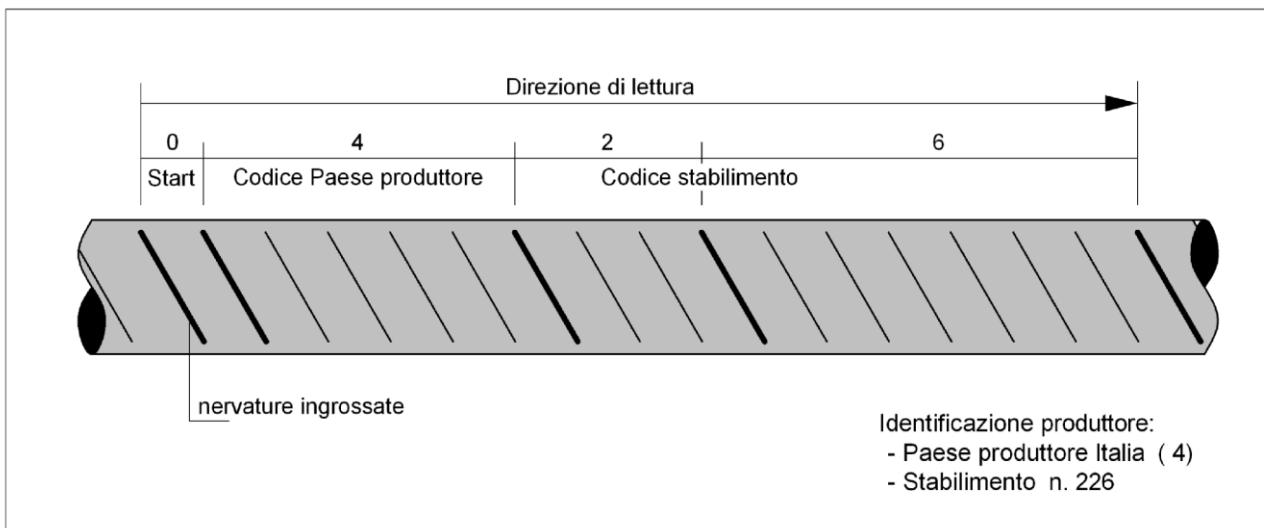 Direzione di lettura
0 4 2 6
Start Codice Paese produttore Codice stabilimento
nervature ingrossate
Identificazione produttore:
- Paese produttore Italia ( 4)
- Stabilimento n. 226